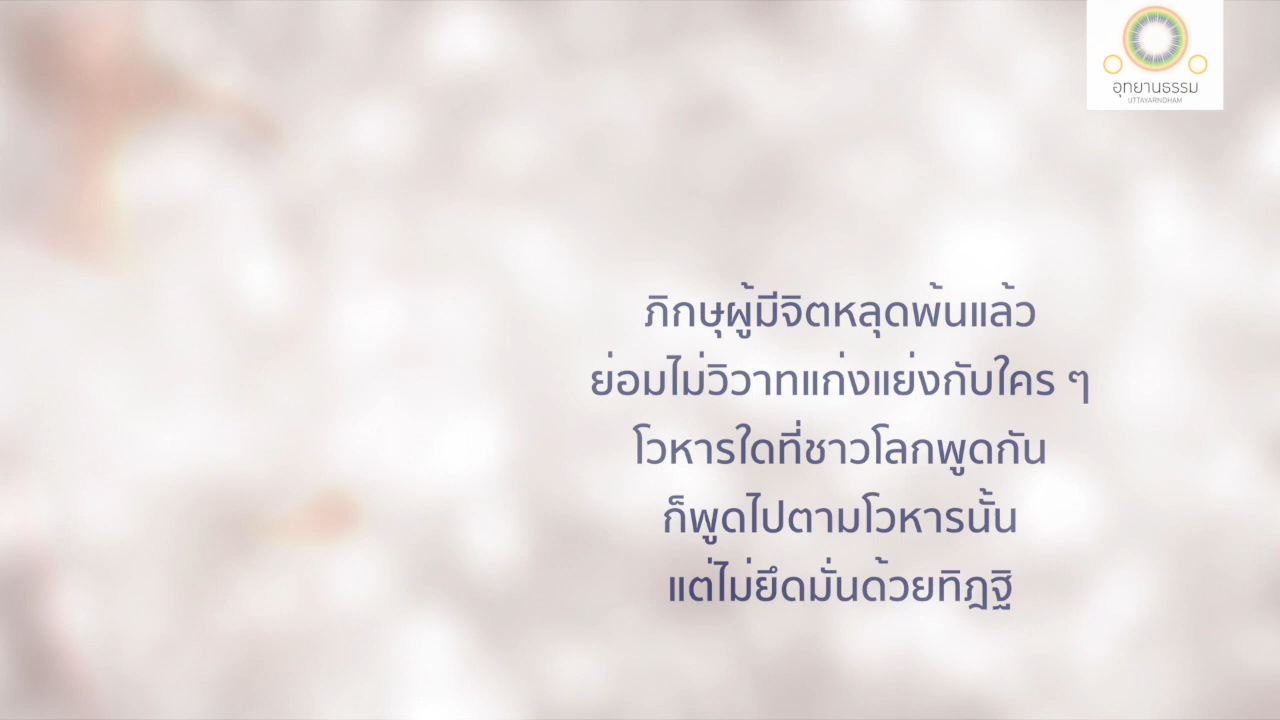 อุทยานธรรม
UTTAYARNDHAM
ภิกษุผู้มีจิตหลุดพ้นแล้ว
ย่อมไม่วิวาทแก่งแย่งกับใคร ๆ
โวหารใดที่ชาวโลกพูดกัน
ก็พูดไปตามโวหารนั้น
แต่ไม่ยึดมั่นด้วยทิฎฐิ